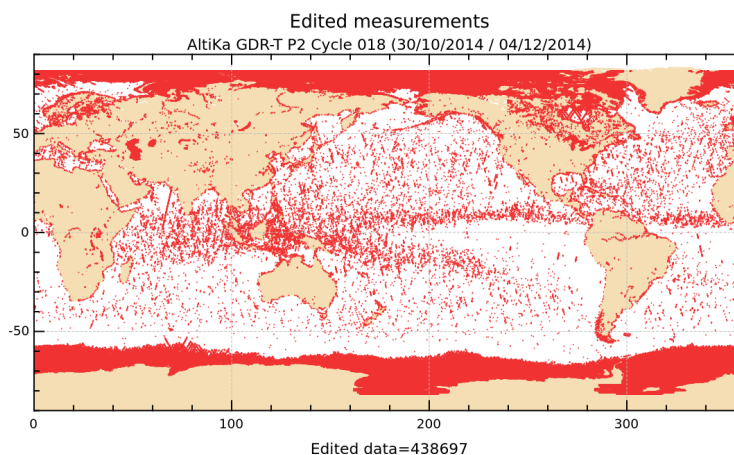 Edited measurements
AltiKa GDR-T P2 Cycle 018 (30/10/2014 / 04/12/2014)
50
0
-50
0 100 200 300
Edited data=438697